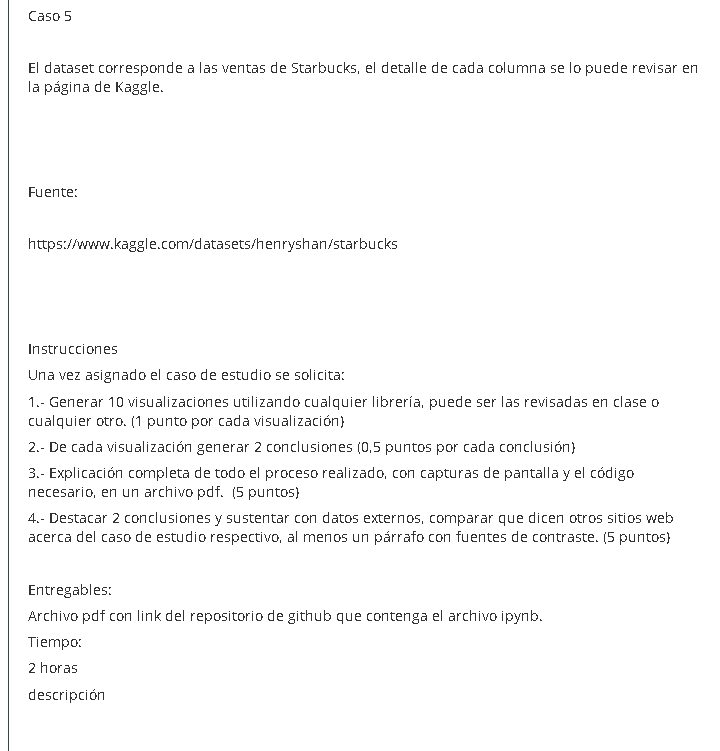 Caso 5
El dataset corresponde a las ventas de Starbucks, el detalle de cada columna se lo puede revisar en
la página de Kaggle.
Fuente:
https://www.kaggle.com/datasets/henryshan/starbucks
Instrucciones
Una vez asignado el caso de estudio se solicita:
1.- Generar 10 visualizaciones utilizando cualquier librería, puede ser las revisadas en clase o
cualquier otro. (1 punto por cada visualización)
2.- De cada visualización generar 2 conclusiones (0,5 puntos por cada conclusión)
3.- Explicación completa de todo el proceso realizado, con capturas de pantalla y el código
necesario, en un archivo pdf.  (5 puntos)
4.- Destacar 2 conclusiones y sustentar con datos externos, comparar que dicen otros sitios web
acerca del caso de estudio respectivo, al menos un párrafo con fuentes de contraste. (5 puntos)
Entregables:
Archivo pdf con link del repositorio de github que contenga el archivo ipynb.
Tiempo:
2 horas
descripción